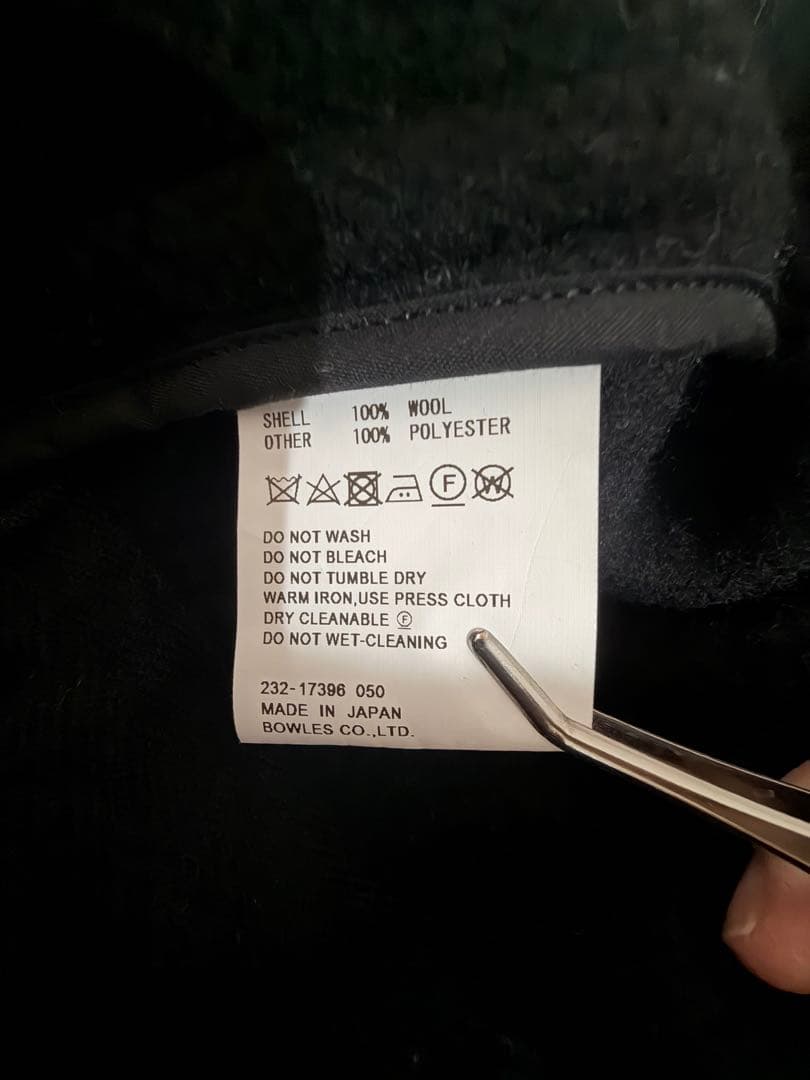 SHELL 100% WOOL
OTHER 100% POLYESTER
F W
DO NOT WASH
DO NOT BLEACH
DO NOT TUMBLE DRY
WARM IRON,USE PRESS CLOTH
DRY CLEANABLE Ⓕ
DO NOT WET-CLEANING
232-17396 050
MADE IN JAPAN
BOWLES CO.,LTD.